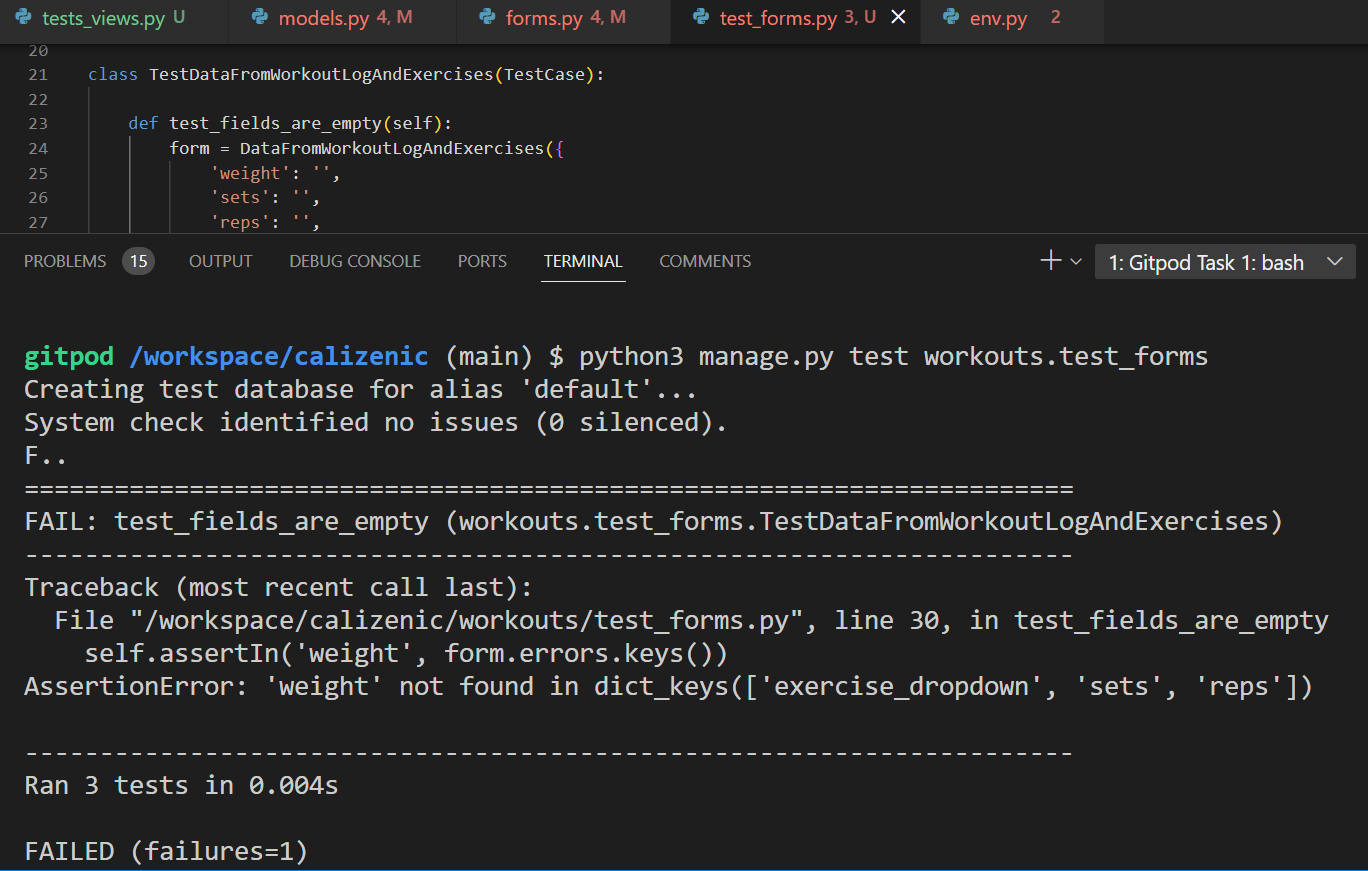 tests_views.py U models.py 4, M forms.py 4, M test_forms.py 3, U env.py 2
20
21 class TestDataFromWorkoutLogAndExercises(TestCase):
22
23 def test_fields_are_empty(self):
24 form = DataFromWorkoutLogAndExercises({
25 'weight': '',
26 'sets': '',
27 'reps': '',
PROBLEMS 15 OUTPUT DEBUG CONSOLE PORTS TERMINAL COMMENTS 1: Gitpod Task 1: bash
gitpod /workspace/calizenic (main) $ python3 manage.py test workouts.test_forms
Creating test database for alias 'default'...
System check identified no issues (0 silenced).
F..
======================================================================
FAIL: test_fields_are_empty (workouts.test_forms.TestDataFromWorkoutLogAndExercises)
----------------------------------------------------------------------
Traceback (most recent call last):
File "/workspace/calizenic/workouts/test_forms.py", line 30, in test_fields_are_empty
self.assertIn('weight', form.errors.keys())
AssertionError: 'weight' not found in dict_keys(['exercise_dropdown', 'sets', 'reps'])
----------------------------------------------------------------------
Ran 3 tests in 0.004s
FAILED (failures=1)